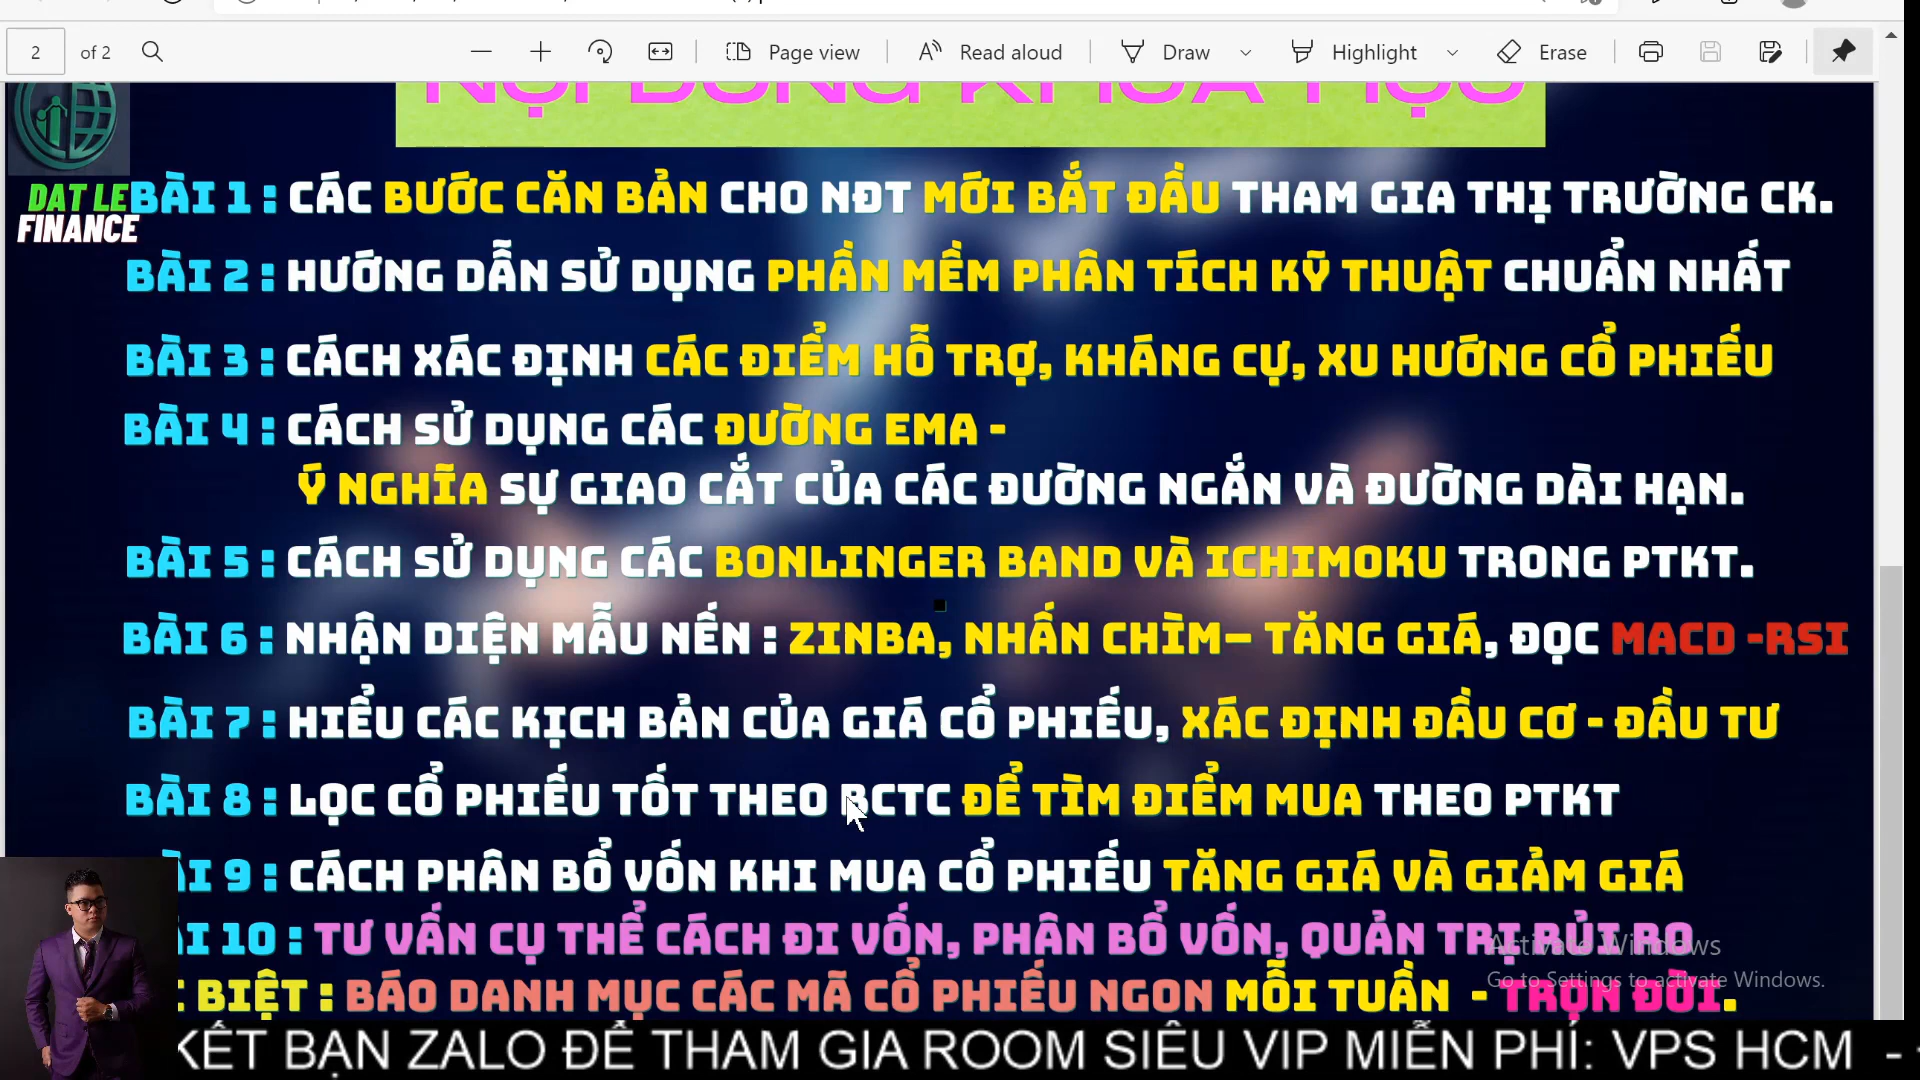 2 of 2 Page view Read aloud Draw Highlight Erase
NỘI DUNG KHÓA HỌC
DAT LE
FINANCE
BÀI 1 : CÁC BƯỚC CĂN BẢN CHO NĐT MỚI BẮT ĐẦU THAM GIA THỊ TRƯỜNG CK.
BÀI 2 : HƯỚNG DẪN SỬ DỤNG PHẦN MỀM PHÂN TÍCH KỸ THUẬT CHUẨN NHẤT
BÀI 3 : CÁCH XÁC ĐỊNH CÁC ĐIỂM HỖ TRỢ, KHÁNG CỰ, XU HƯỚNG CỔ PHIẾU
BÀI 4 : CÁCH SỬ DỤNG CÁC ĐƯỜNG EMA -
Ý NGHĨA SỰ GIAO CẮT CỦA CÁC ĐƯỜNG NGẮN VÀ ĐƯỜNG DÀI HẠN.
BÀI 5 : CÁCH SỬ DỤNG CÁC BONLINGER BAND VÀ ICHIMOKU TRONG PTKT.
BÀI 6 : NHẬN DIỆN MẪU NẾN : ZINBA, NHẤN CHÌM– TĂNG GIÁ, ĐỌC MACD -RSI
BÀI 7 : HIỂU CÁC KỊCH BẢN CỦA GIÁ CỔ PHIẾU, XÁC ĐỊNH ĐẦU CƠ - ĐẦU TƯ
BÀI 8 : LỌC CỔ PHIẾU TỐT THEO BCTC ĐỂ TÌM ĐIỂM MUA THEO PTKT
ÀI 9 : CÁCH PHÂN BỔ VỐN KHI MUA CỔ PHIẾU TĂNG GIÁ VÀ GIẢM GIÁ
ÀI 10 : TƯ VẤN CỤ THỂ CÁCH ĐI VỐN, PHÂN BỔ VỐN, QUẢN TRỊ RỦI RO
BIỆT : BÁO DANH MỤC CÁC MÃ CỔ PHIẾU NGON MỖI TUẦN - TRỌN ĐỜI.
Activate Windows
Go to Settings to activate Windows.
KẾT BẠN ZALO ĐỂ THAM GIA ROOM SIÊU VIP MIỄN PHÍ: VPS HCM -